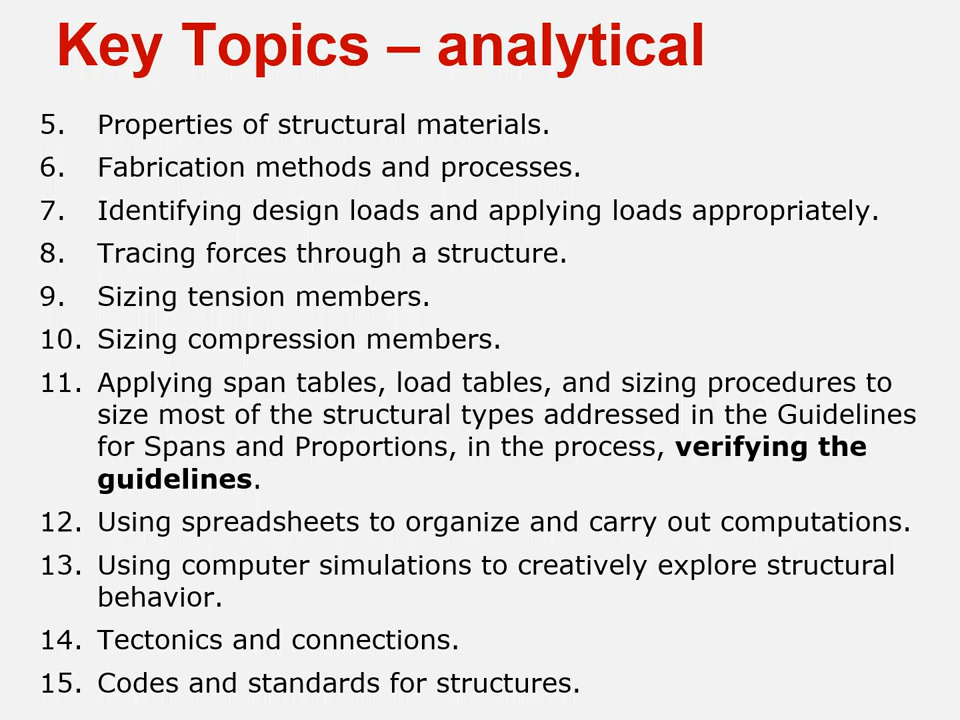 Key Topics – analytical
5. Properties of structural materials.
6. Fabrication methods and processes.
7. Identifying design loads and applying loads appropriately.
8. Tracing forces through a structure.
9. Sizing tension members.
10. Sizing compression members.
11. Applying span tables, load tables, and sizing procedures to
size most of the structural types addressed in the Guidelines
for Spans and Proportions, in the process, verifying the
guidelines.
12. Using spreadsheets to organize and carry out computations.
13. Using computer simulations to creatively explore structural
behavior.
14. Tectonics and connections.
15. Codes and standards for structures.